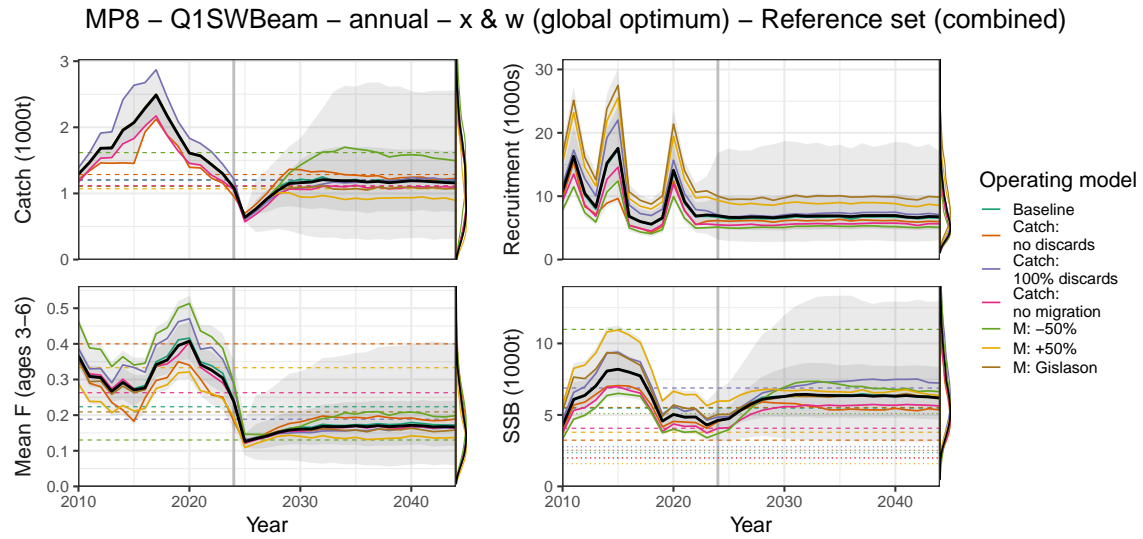 MP8 − Q1SWBeam − annual − x & w (global optimum) − Reference set (combined)
Catch (1000t)
3
2
1
0
Recruitment (1000s)
30
20
10
0
Mean F (ages 3−6)
0.5
0.4
0.3
0.2
0.1
0.0
2010 2020 2030 2040
Year
SSB (1000t)
10
5
0
2010 2020 2030 2040
Year
Operating model
Baseline
Catch:
no discards
Catch:
100% discards
Catch:
no migration
M: −50%
M: +50%
M: Gislason